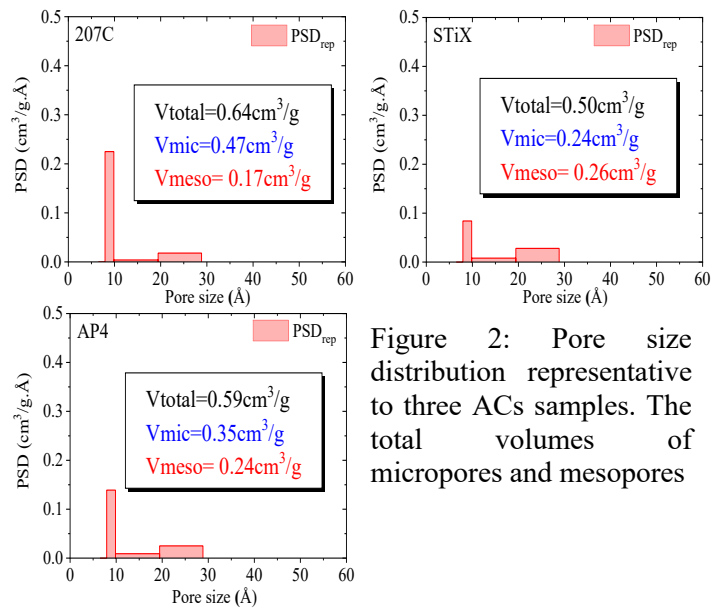 207C
PSDrep
Vtotal=0.64cm³/g
Vmic=0.47cm³/g
Vmeso= 0.17cm³/g
PSD (cm³/g.Å)
0.5
0.4
0.3
0.2
0.1
0.0
0 10 20 30 40 50 60
Pore size (Å)
STiX
PSDrep
Vtotal=0.50cm³/g
Vmic=0.24cm³/g
Vmeso= 0.26cm³/g
PSD (cm³/g.Å)
0.5
0.4
0.3
0.2
0.1
0.0
0 10 20 30 40 50 60
Pore size (Å)
AP4
PSDrep
Vtotal=0.59cm³/g
Vmic=0.35cm³/g
Vmeso= 0.24cm³/g
PSD (cm³/g.Å)
0.5
0.4
0.3
0.2
0.1
0.0
0 10 20 30 40 50 60
Pore size (Å)
Figure 2: Pore size
distribution representative
to three ACs samples. The
total volumes of
micropores and mesopores